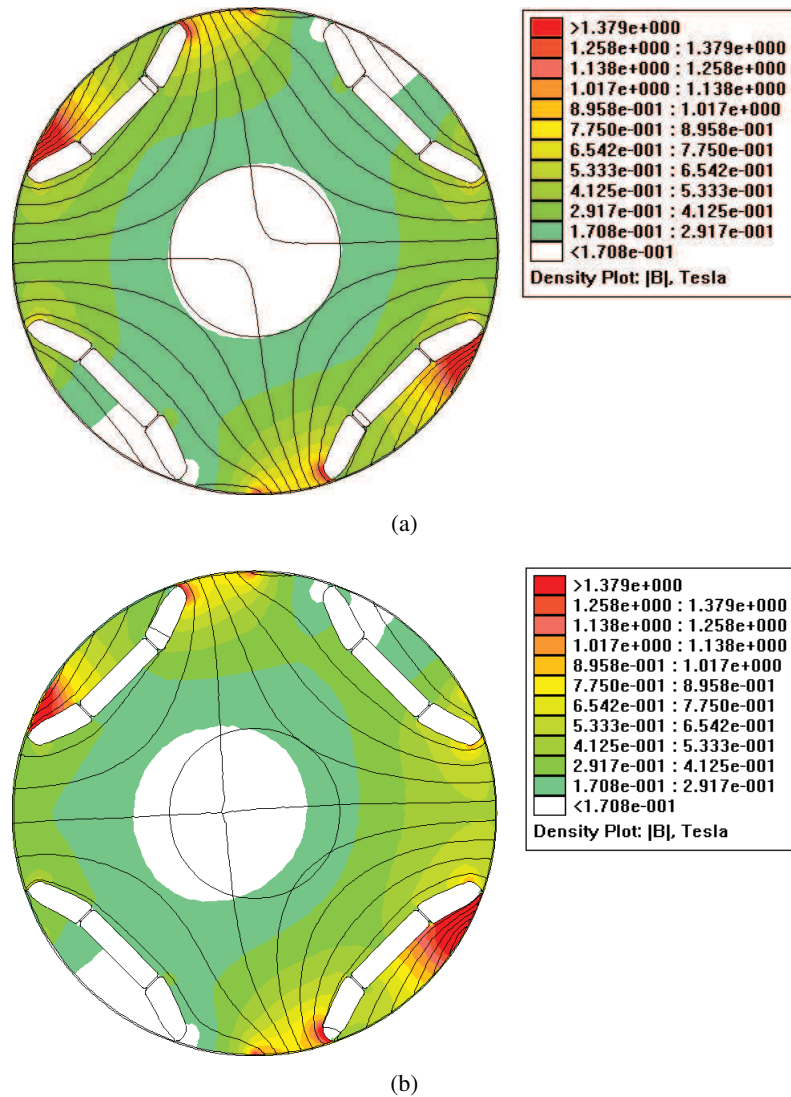 >1.379e+000
1.258e+000 : 1.379e+000
1.138e+000 : 1.258e+000
1.017e+000 : 1.138e+000
8.958e-001 : 1.017e+000
7.750e-001 : 8.958e-001
6.542e-001 : 7.750e-001
5.333e-001 : 6.542e-001
4.125e-001 : 5.333e-001
2.917e-001 : 4.125e-001
1.708e-001 : 2.917e-001
<1.708e-001
Density Plot: |B|, Tesla
(a)
>1.379e+000
1.258e+000 : 1.379e+000
1.138e+000 : 1.258e+000
1.017e+000 : 1.138e+000
8.958e-001 : 1.017e+000
7.750e-001 : 8.958e-001
6.542e-001 : 7.750e-001
5.333e-001 : 6.542e-001
4.125e-001 : 5.333e-001
2.917e-001 : 4.125e-001
1.708e-001 : 2.917e-001
<1.708e-001
Density Plot: |B|, Tesla
(b)